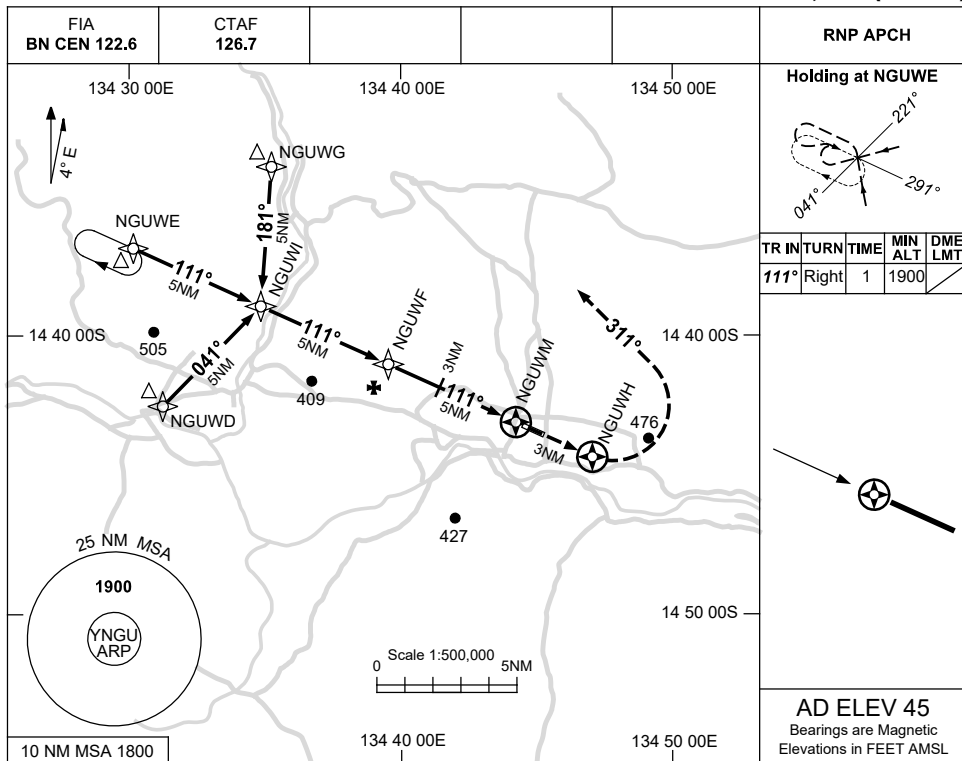 FIA
BN CEN 122.6
CTAF
126.7
RNP APCH
134 30 00E
134 40 00E
134 50 00E
Holding at NGUWE
221°
291°
041°
TR IN TURN TIME MIN ALT DME LMT
111° Right 1 1900
4° E
NGUWG
181°
5NM
NGUWE
111°
5NM
NGUWI
14 40 00S
505
041°
5NM
NGUWD
111°
5NM
NGUWF
409
3NM
111°
5NM
NGUWM
3NM
NGUWH
311°
14 40 00S
476
427
25 NM MSA
1900
YNGU
ARP
14 50 00S
Scale 1:500,000
0 5NM
10 NM MSA 1800
134 40 00E
134 50 00E
AD ELEV 45
Bearings are Magnetic
Elevations in FEET AMSL